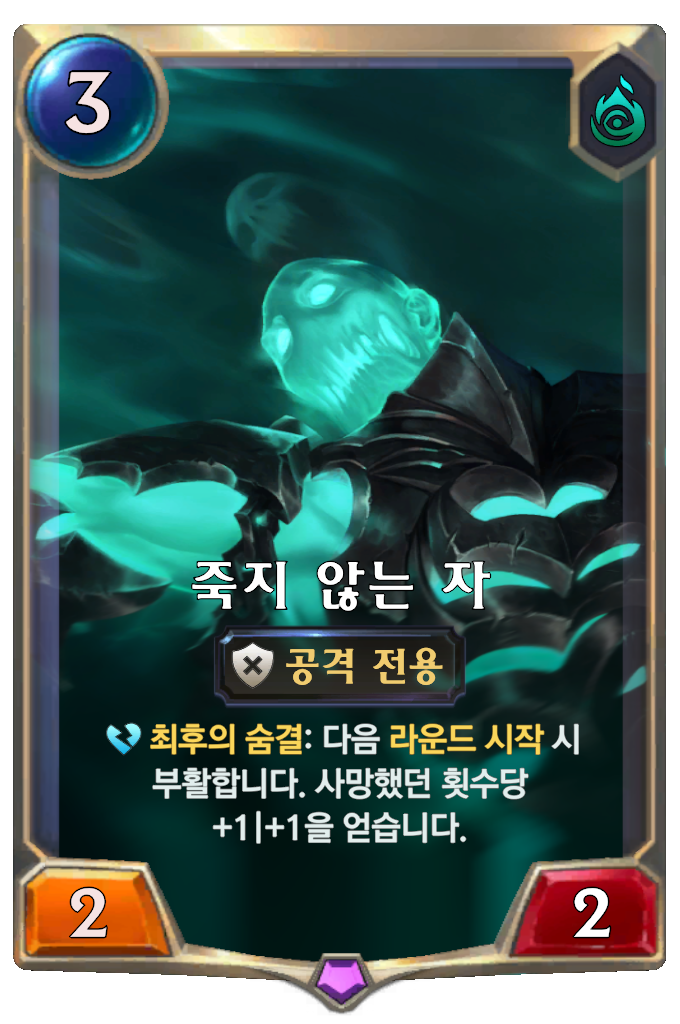 3
죽지 않는 자
공격 전용
최후의 숨결: 다음 라운드 시작 시
부활합니다. 사망했던 횟수당
+1|+1을 얻습니다.
2
2